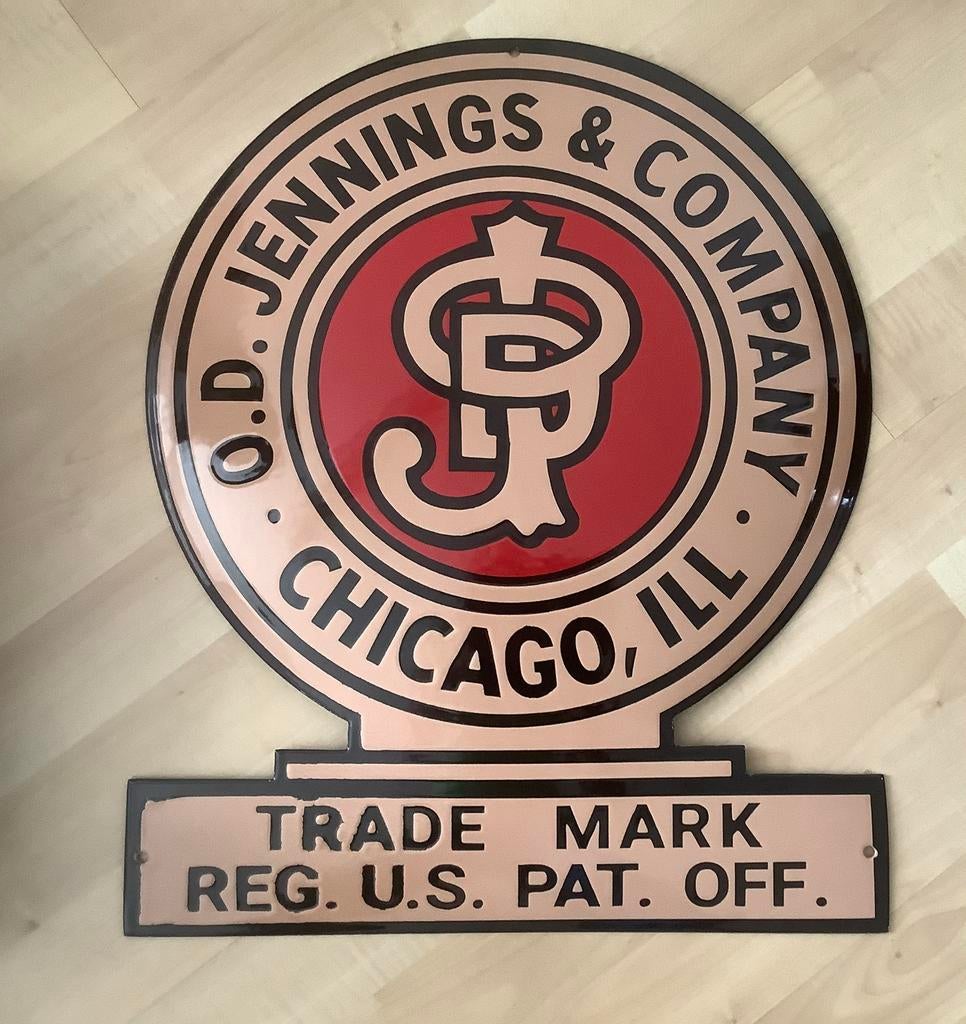 O.D. JENNINGS & COMPANY
· CHICAGO, ILL ·
TRADE MARK
REG. U.S. PAT. OFF.